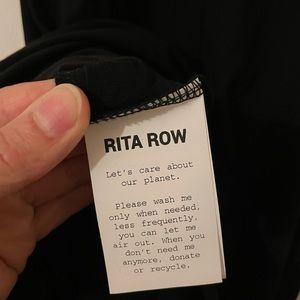 RITA ROW
Let's care about
our planet.
Please wash me
only when needed,
less frequently,
you can let me
air out. When you
don't need me
anymore, donate
or recycle.